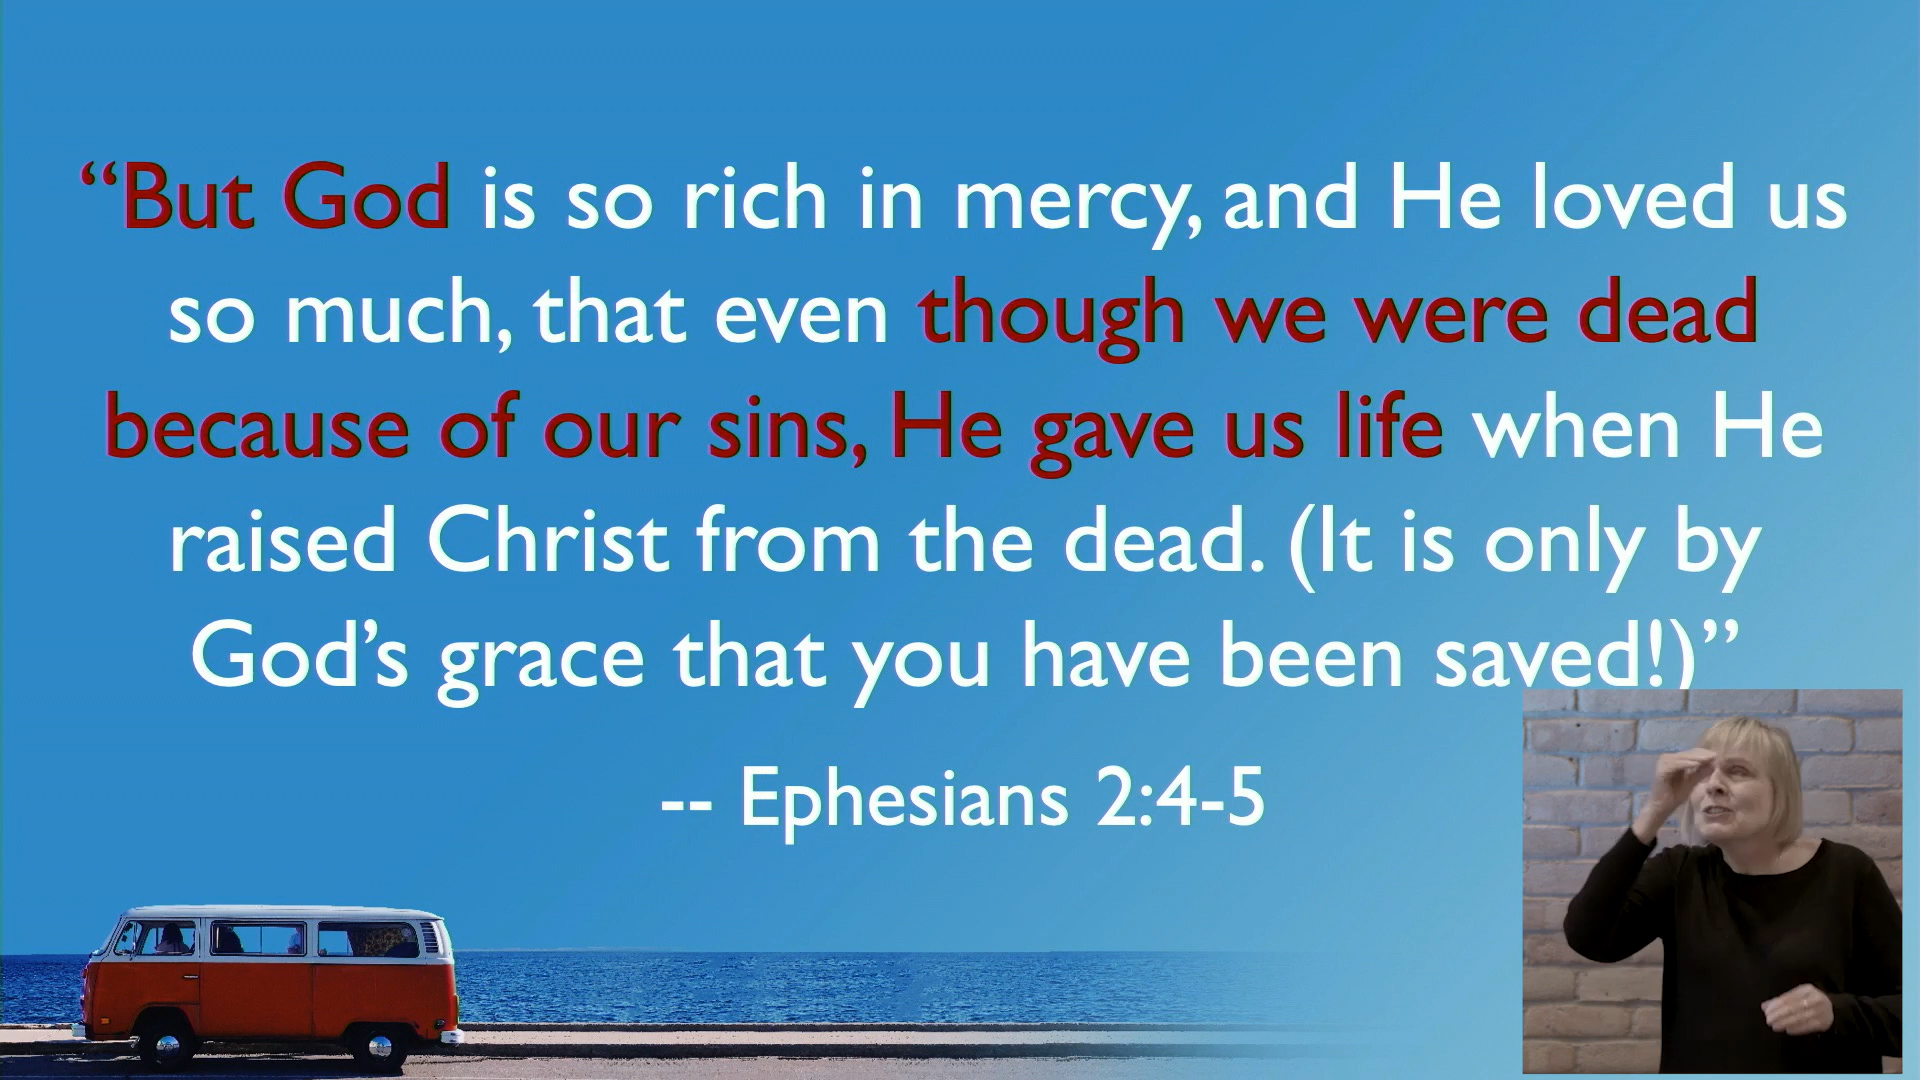 “But God is so rich in mercy, and He loved us
so much, that even though we were dead
because of our sins, He gave us life when He
raised Christ from the dead. (It is only by
God’s grace that you have been saved!)”
-- Ephesians 2:4-5